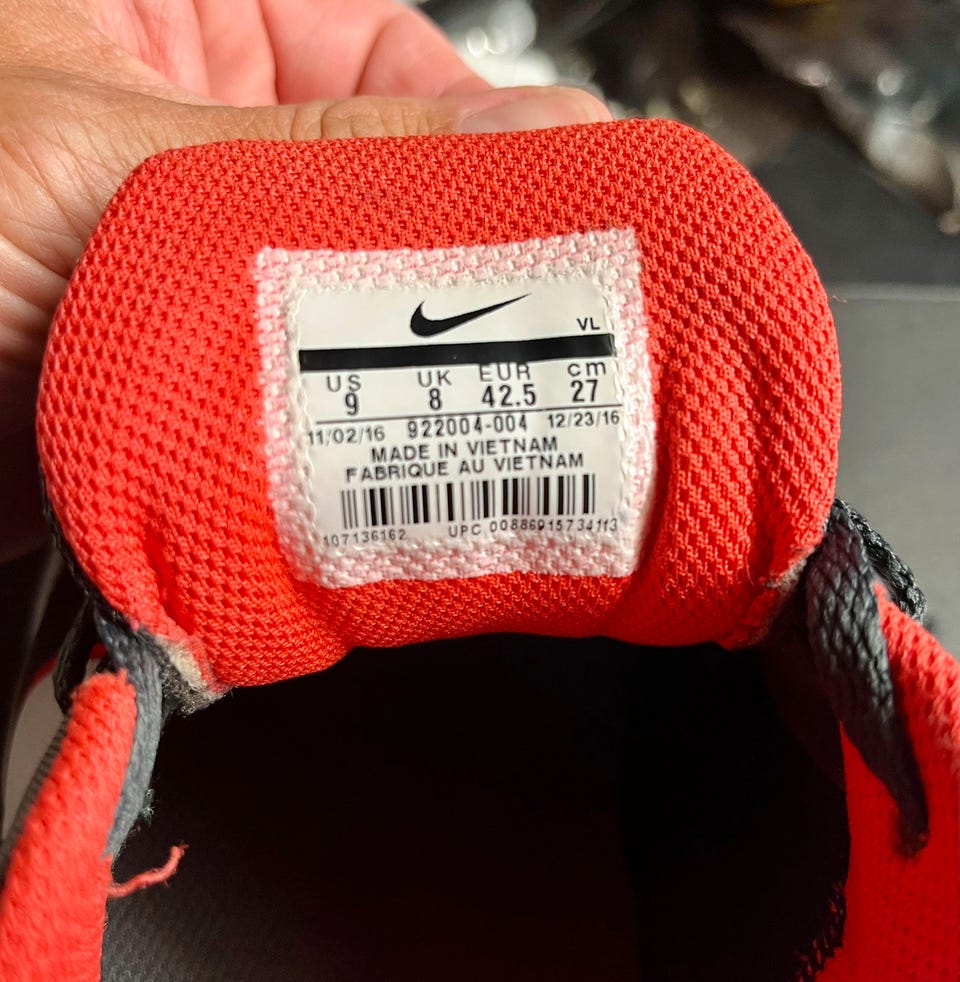 VL
US UK EUR cm
9 8 42.5 27
11/02/16 922004-004 12/23/16
MADE IN VIETNAM
FABRIQUE AU VIETNAM
107136162 UPC 00886915734113